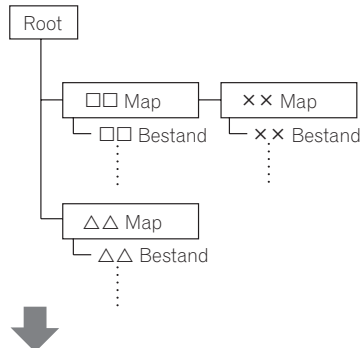 Root
□□ Map
×× Map
□□ Bestand
×× Bestand
△△ Map
△△ Bestand